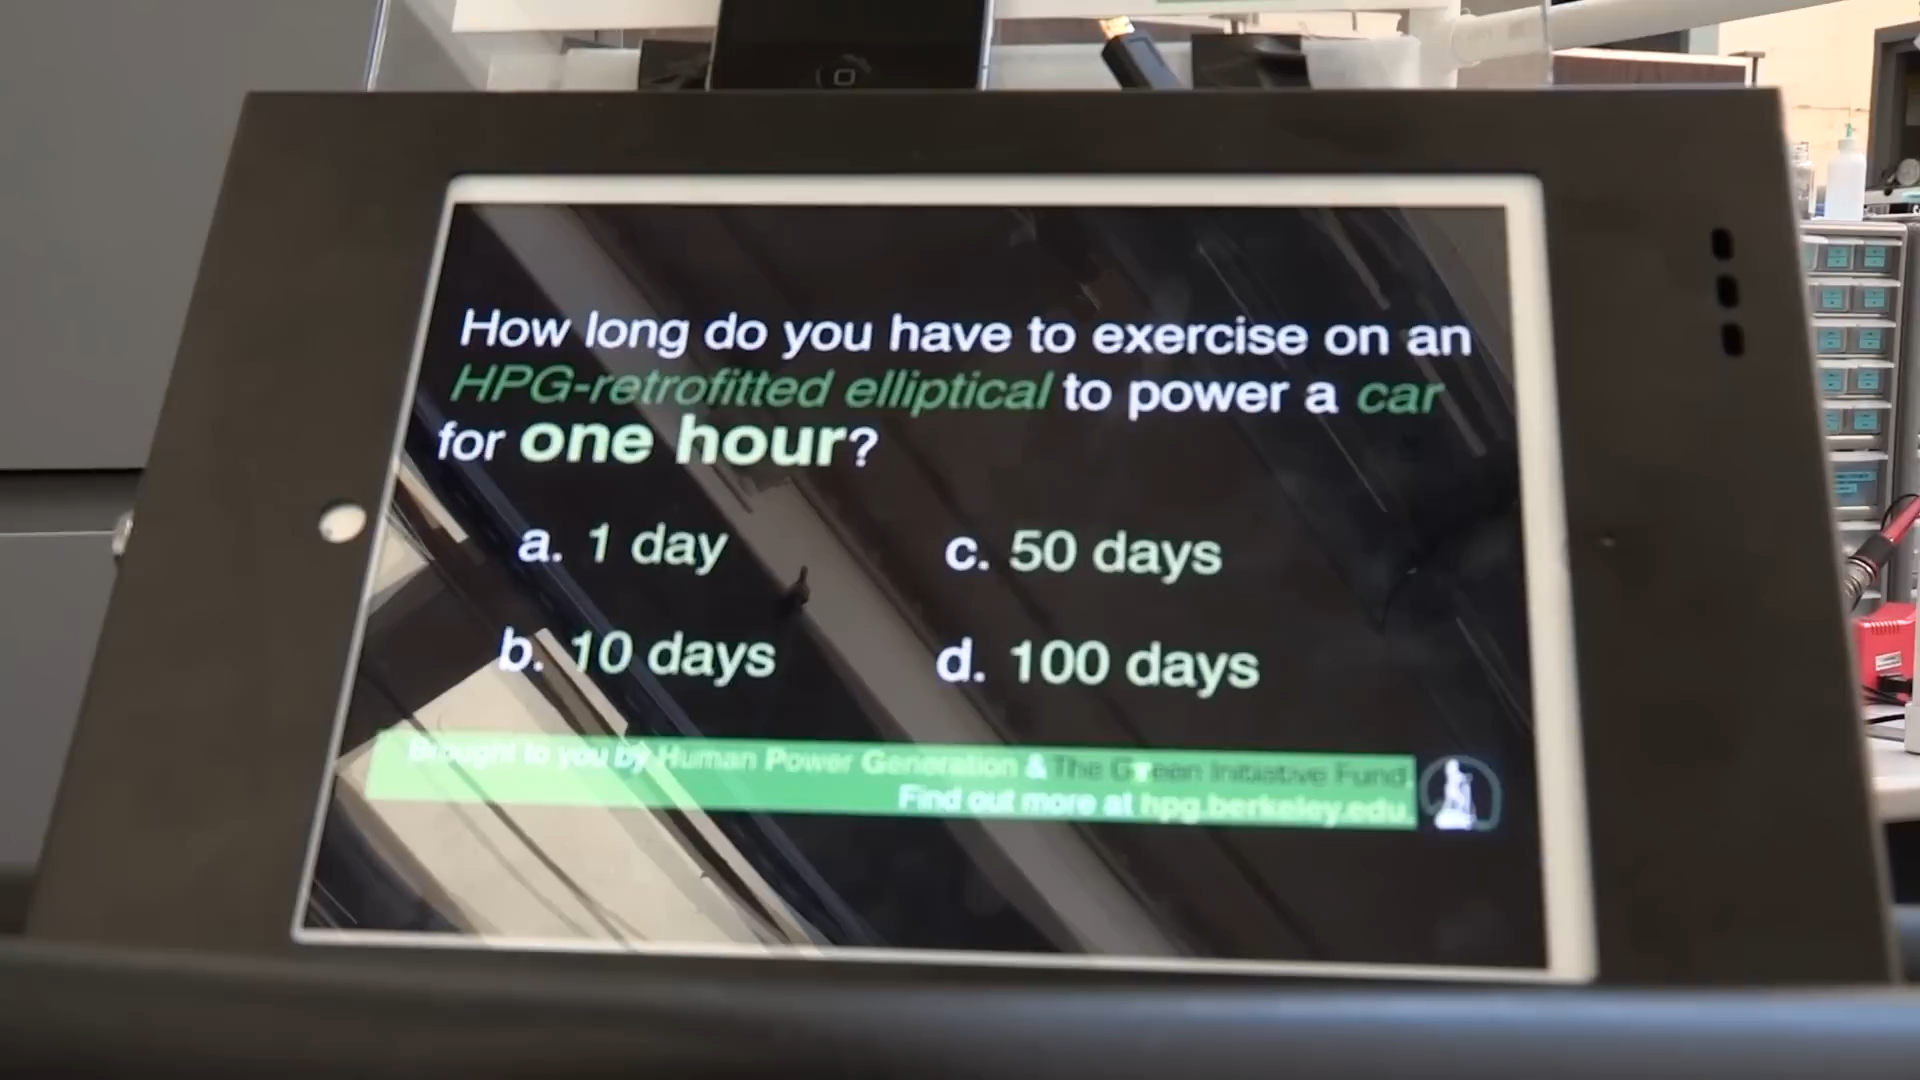 How long do you have to exercise on an
HPG-retrofitted elliptical to power a car
for one hour?
a. 1 day
c. 50 days
b. 10 days
d. 100 days
Brought to you by Human Power Generation & The Green Initiative Fund.
Find out more at hpg.berkeley.edu.